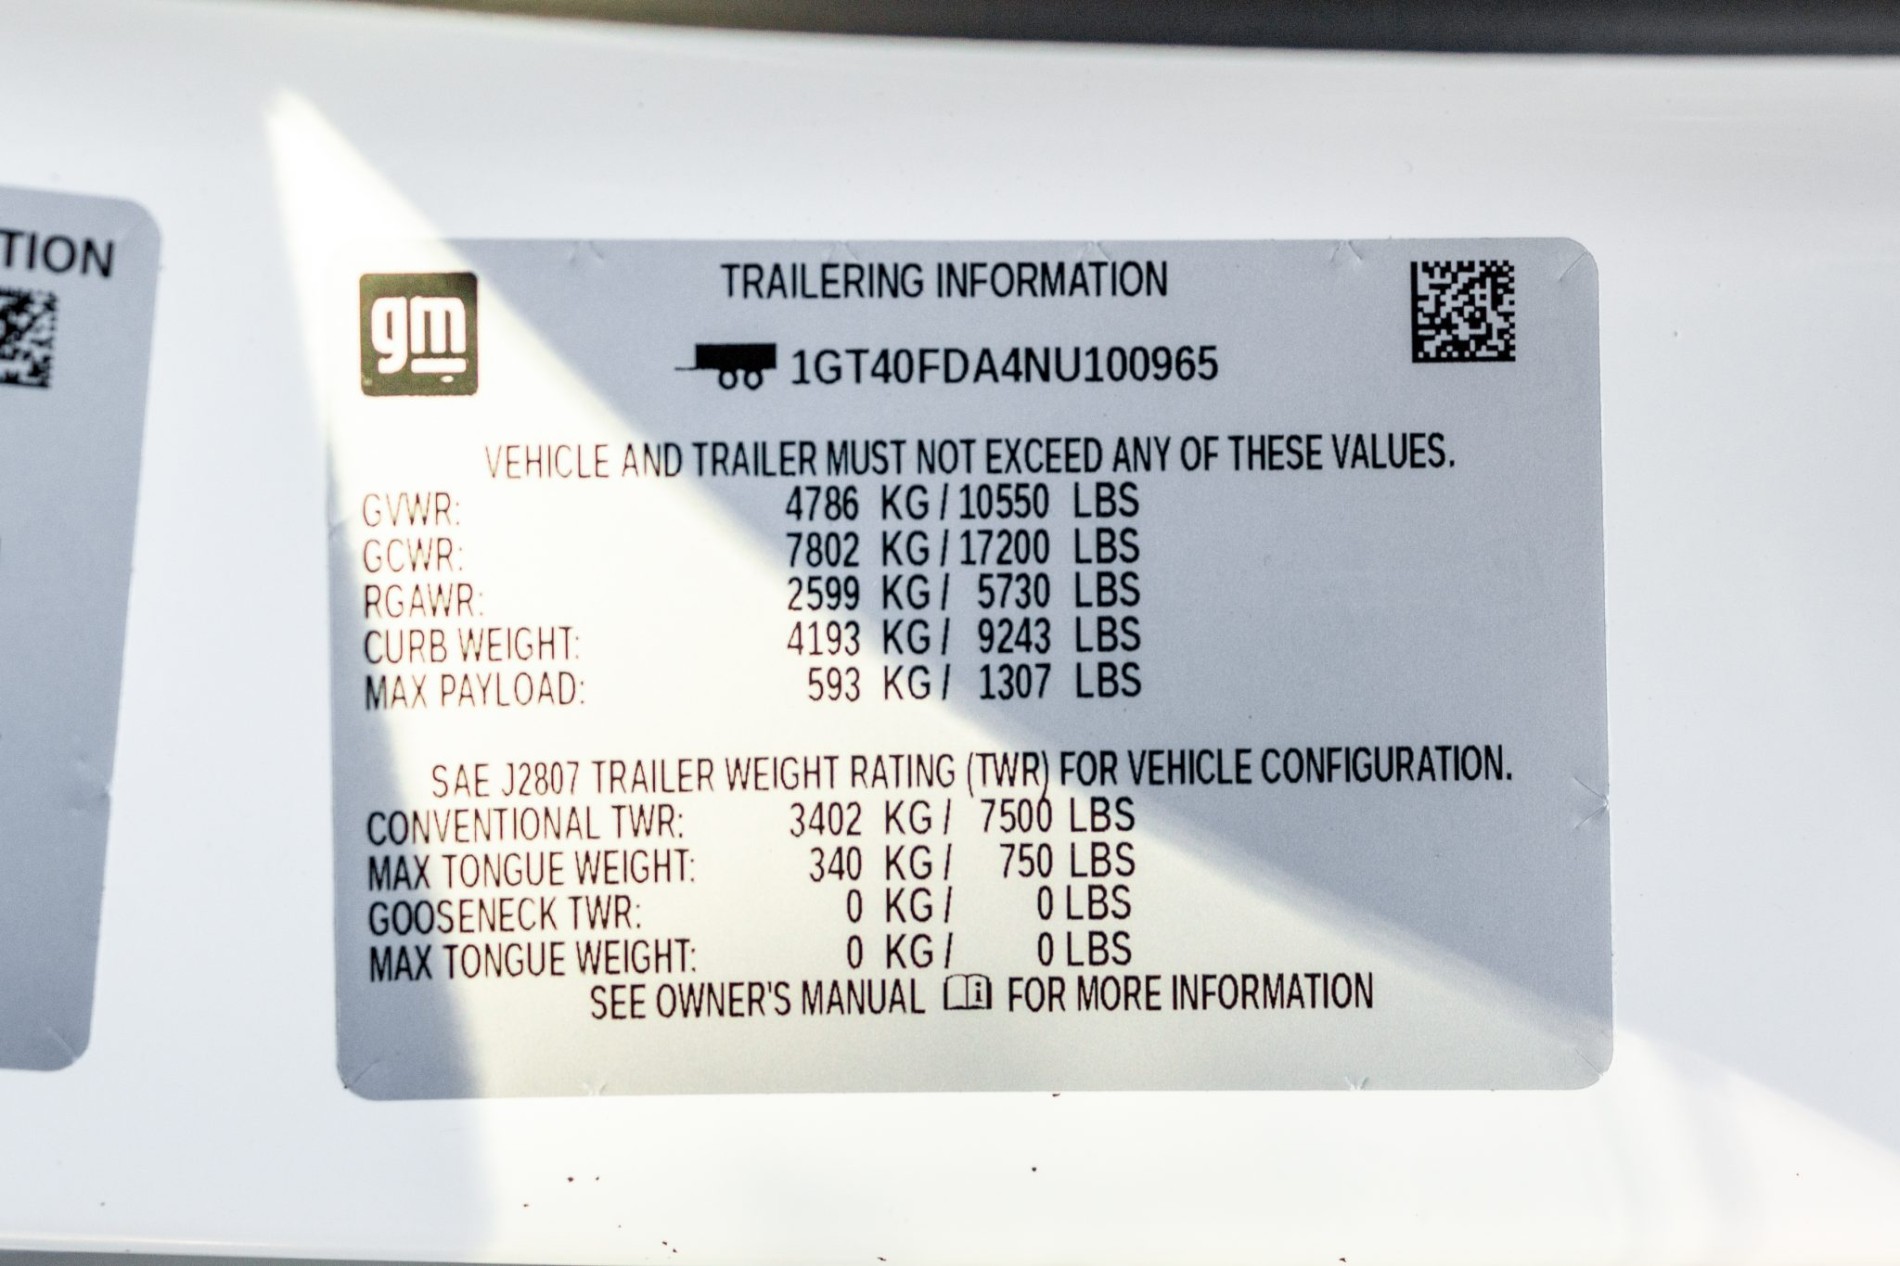 TION
gm
TRAILERING INFORMATION
1GT40FDA4NU100965
VEHICLE AND TRAILER MUST NOT EXCEED ANY OF THESE VALUES.
GVWR: 4786 KG / 10550 LBS
GCWR: 7802 KG / 17200 LBS
RGAWR: 2599 KG / 5730 LBS
CURB WEIGHT: 4193 KG / 9243 LBS
MAX PAYLOAD: 593 KG / 1307 LBS
SAE J2807 TRAILER WEIGHT RATING (TWR) FOR VEHICLE CONFIGURATION.
CONVENTIONAL TWR: 3402 KG / 7500 LBS
MAX TONGUE WEIGHT: 340 KG / 750 LBS
GOOSENECK TWR: 0 KG / 0 LBS
MAX TONGUE WEIGHT: 0 KG / 0 LBS
SEE OWNER'S MANUAL i FOR MORE INFORMATION